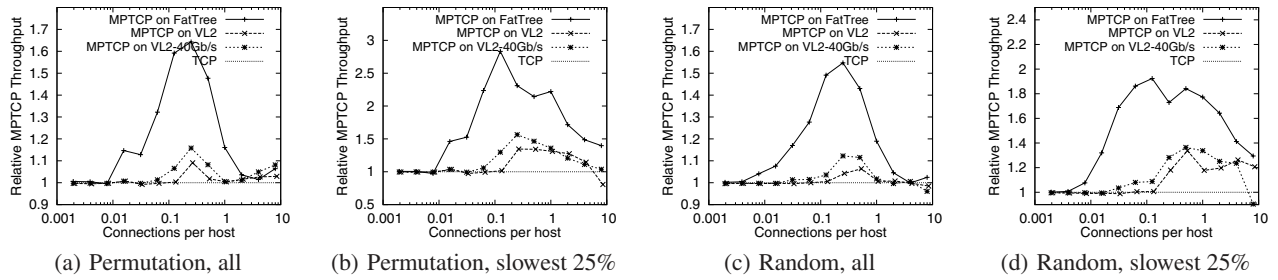 MPTCP on FatTree
MPTCP on VL2
MPTCP on VL2-40Gb/s
TCP
1.7
1.6
1.5
1.4
1.3
1.2
1.1
1
0.9
Relative MPTCP Throughput
0.001 0.01 0.1 1 10
Connections per host
(a) Permutation, all
MPTCP on FatTree
MPTCP on VL2
MPTCP on VL2-40Gb/s
TCP
3
2.5
2
1.5
1
0.5
Relative MPTCP Throughput
0.001 0.01 0.1 1 10
Connections per host
(b) Permutation, slowest 25%
MPTCP on FatTree
MPTCP on VL2
MPTCP on VL2-40Gb/s
TCP
1.7
1.6
1.5
1.4
1.3
1.2
1.1
1
0.9
Relative MPTCP Throughput
0.001 0.01 0.1 1 10
Connections per host
(c) Random, all
MPTCP on FatTree
MPTCP on VL2
MPTCP on VL2-40Gb/s
TCP
2.4
2.2
2
1.8
1.6
1.4
1.2
1
Relative MPTCP Throughput
0.001 0.01 0.1 1 10
Connections per host
(d) Random, slowest 25%